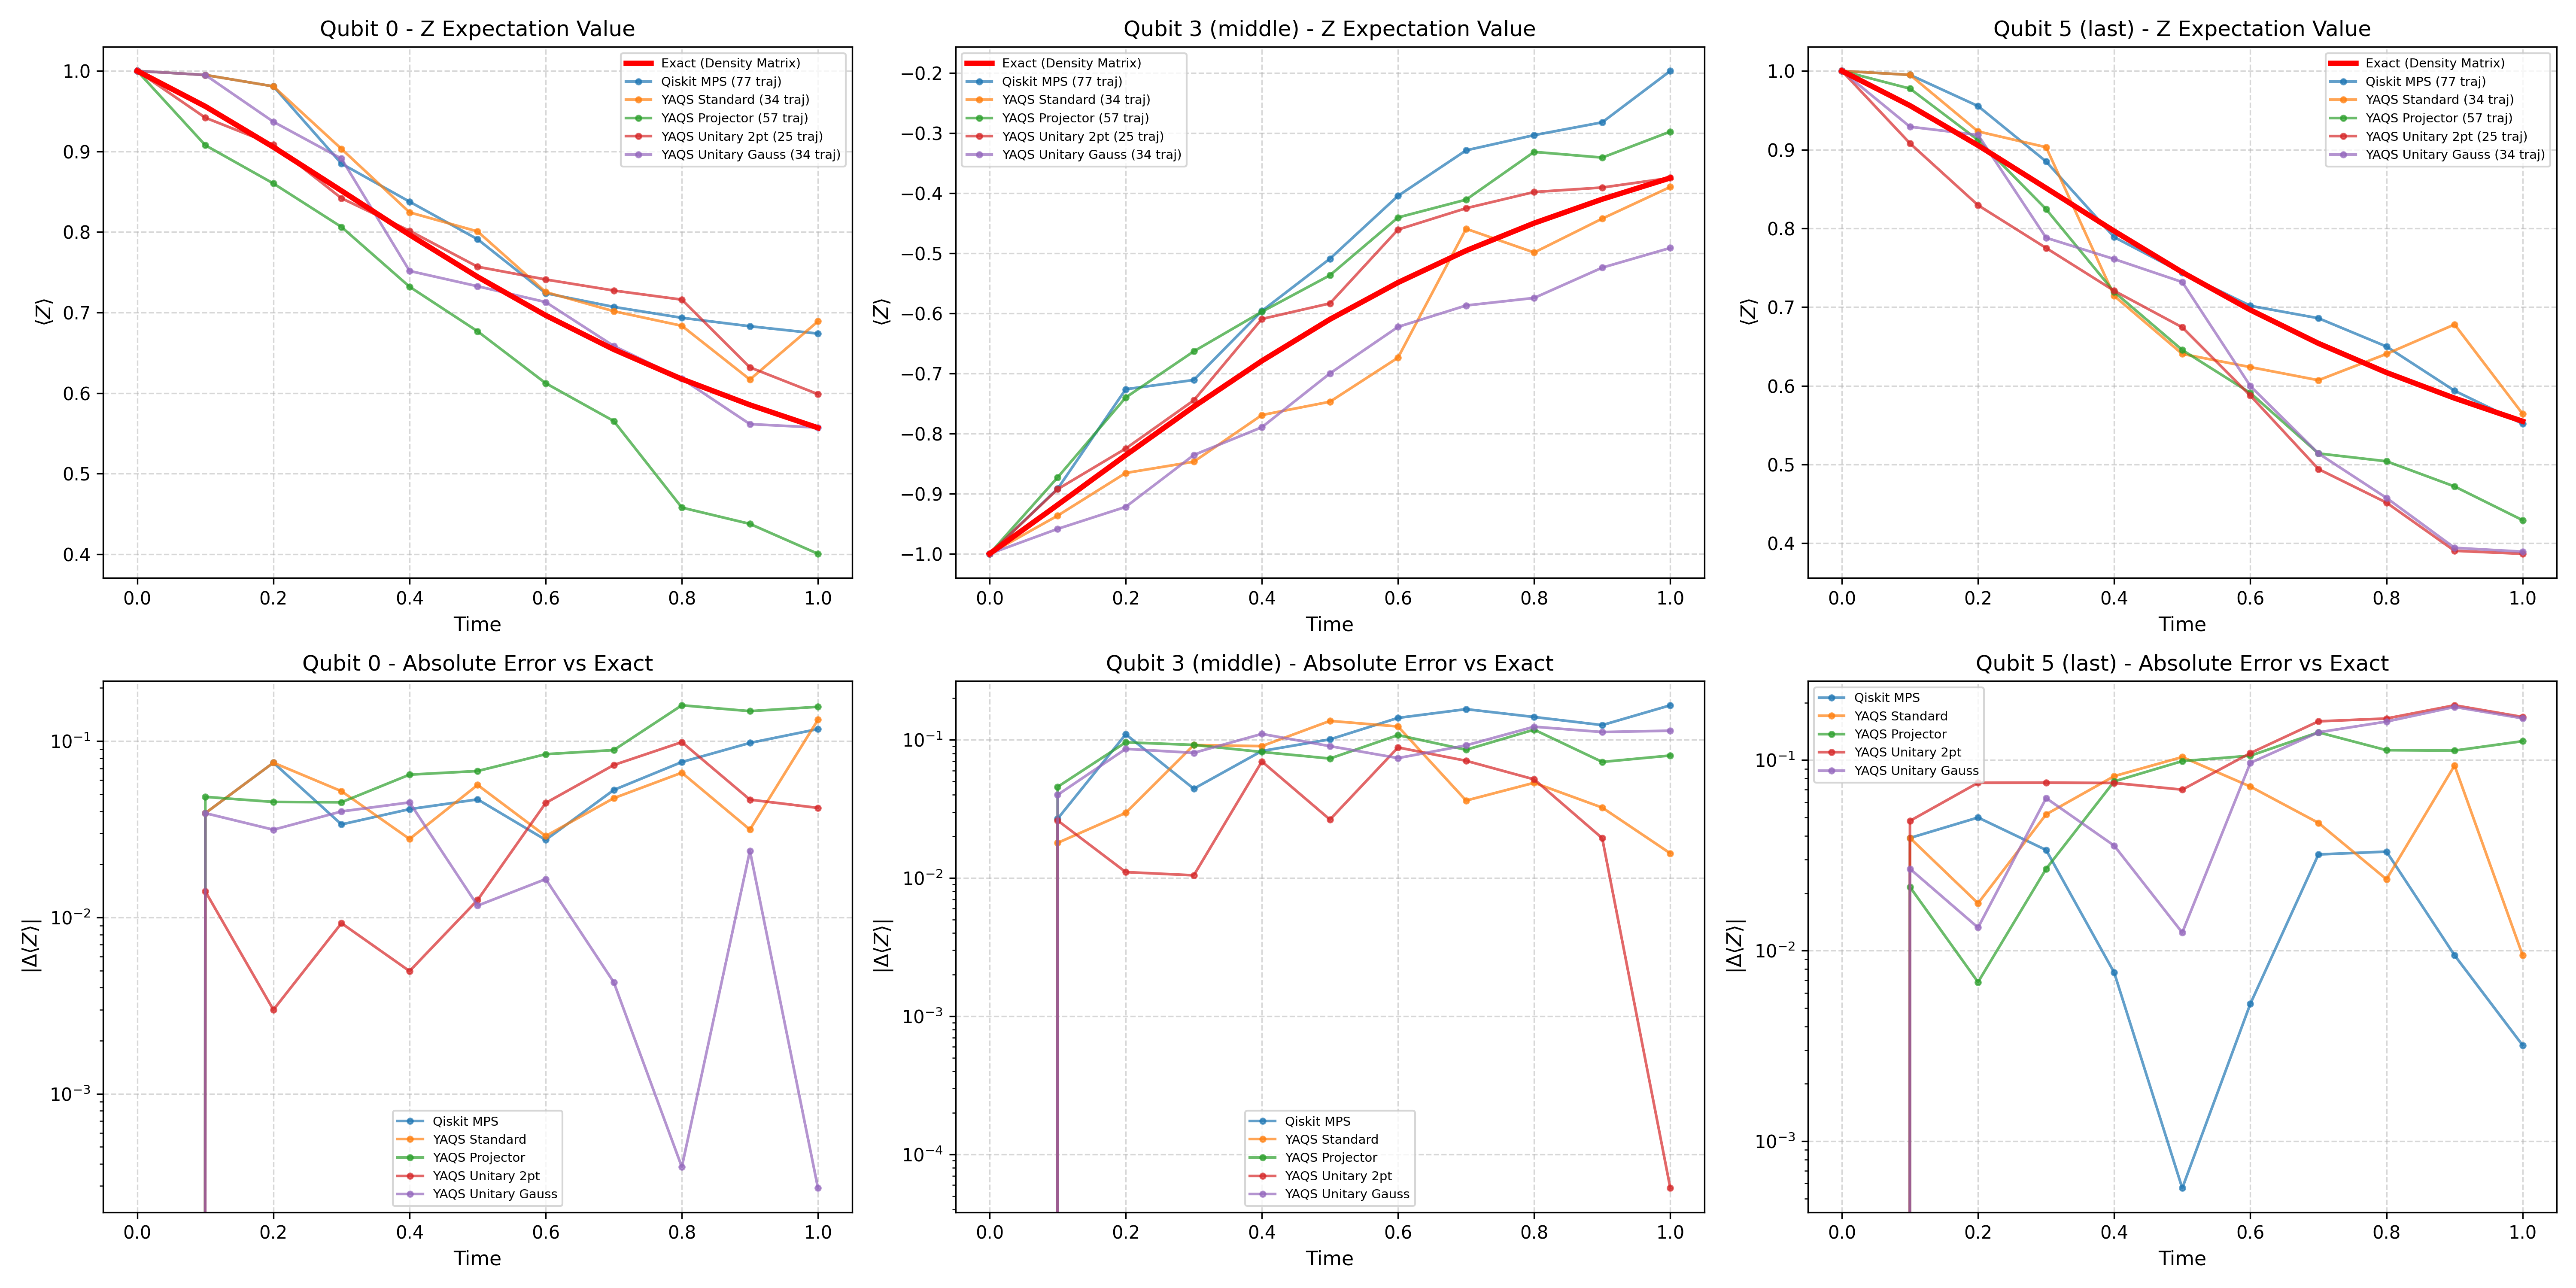 Qubit 0 - Z Expectation Value
1.0
0.9
0.8
0.7
0.6
0.5
0.4
⟨Z⟩
0.0 0.2 0.4 0.6 0.8 1.0
Time
Exact (Density Matrix)
Qiskit MPS (77 traj)
YAQS Standard (34 traj)
YAQS Projector (57 traj)
YAQS Unitary 2pt (25 traj)
YAQS Unitary Gauss (34 traj)
Qubit 3 (middle) - Z Expectation Value
−0.2
−0.3
−0.4
−0.5
−0.6
−0.7
−0.8
−0.9
−1.0
⟨Z⟩
0.0 0.2 0.4 0.6 0.8 1.0
Time
Exact (Density Matrix)
Qiskit MPS (77 traj)
YAQS Standard (34 traj)
YAQS Projector (57 traj)
YAQS Unitary 2pt (25 traj)
YAQS Unitary Gauss (34 traj)
Qubit 5 (last) - Z Expectation Value
1.0
0.9
0.8
0.7
0.6
0.5
0.4
⟨Z⟩
0.0 0.2 0.4 0.6 0.8 1.0
Time
Exact (Density Matrix)
Qiskit MPS (77 traj)
YAQS Standard (34 traj)
YAQS Projector (57 traj)
YAQS Unitary 2pt (25 traj)
YAQS Unitary Gauss (34 traj)
Qubit 0 - Absolute Error vs Exact
10⁻¹
10⁻²
10⁻³
|Δ⟨Z⟩|
0.0 0.2 0.4 0.6 0.8 1.0
Time
Qiskit MPS
YAQS Standard
YAQS Projector
YAQS Unitary 2pt
YAQS Unitary Gauss
Qubit 3 (middle) - Absolute Error vs Exact
10⁻¹
10⁻²
10⁻³
10⁻⁴
|Δ⟨Z⟩|
0.0 0.2 0.4 0.6 0.8 1.0
Time
Qiskit MPS
YAQS Standard
YAQS Projector
YAQS Unitary 2pt
YAQS Unitary Gauss
Qubit 5 (last) - Absolute Error vs Exact
10⁻¹
10⁻²
10⁻³
|Δ⟨Z⟩|
0.0 0.2 0.4 0.6 0.8 1.0
Time
Qiskit MPS
YAQS Standard
YAQS Projector
YAQS Unitary 2pt
YAQS Unitary Gauss